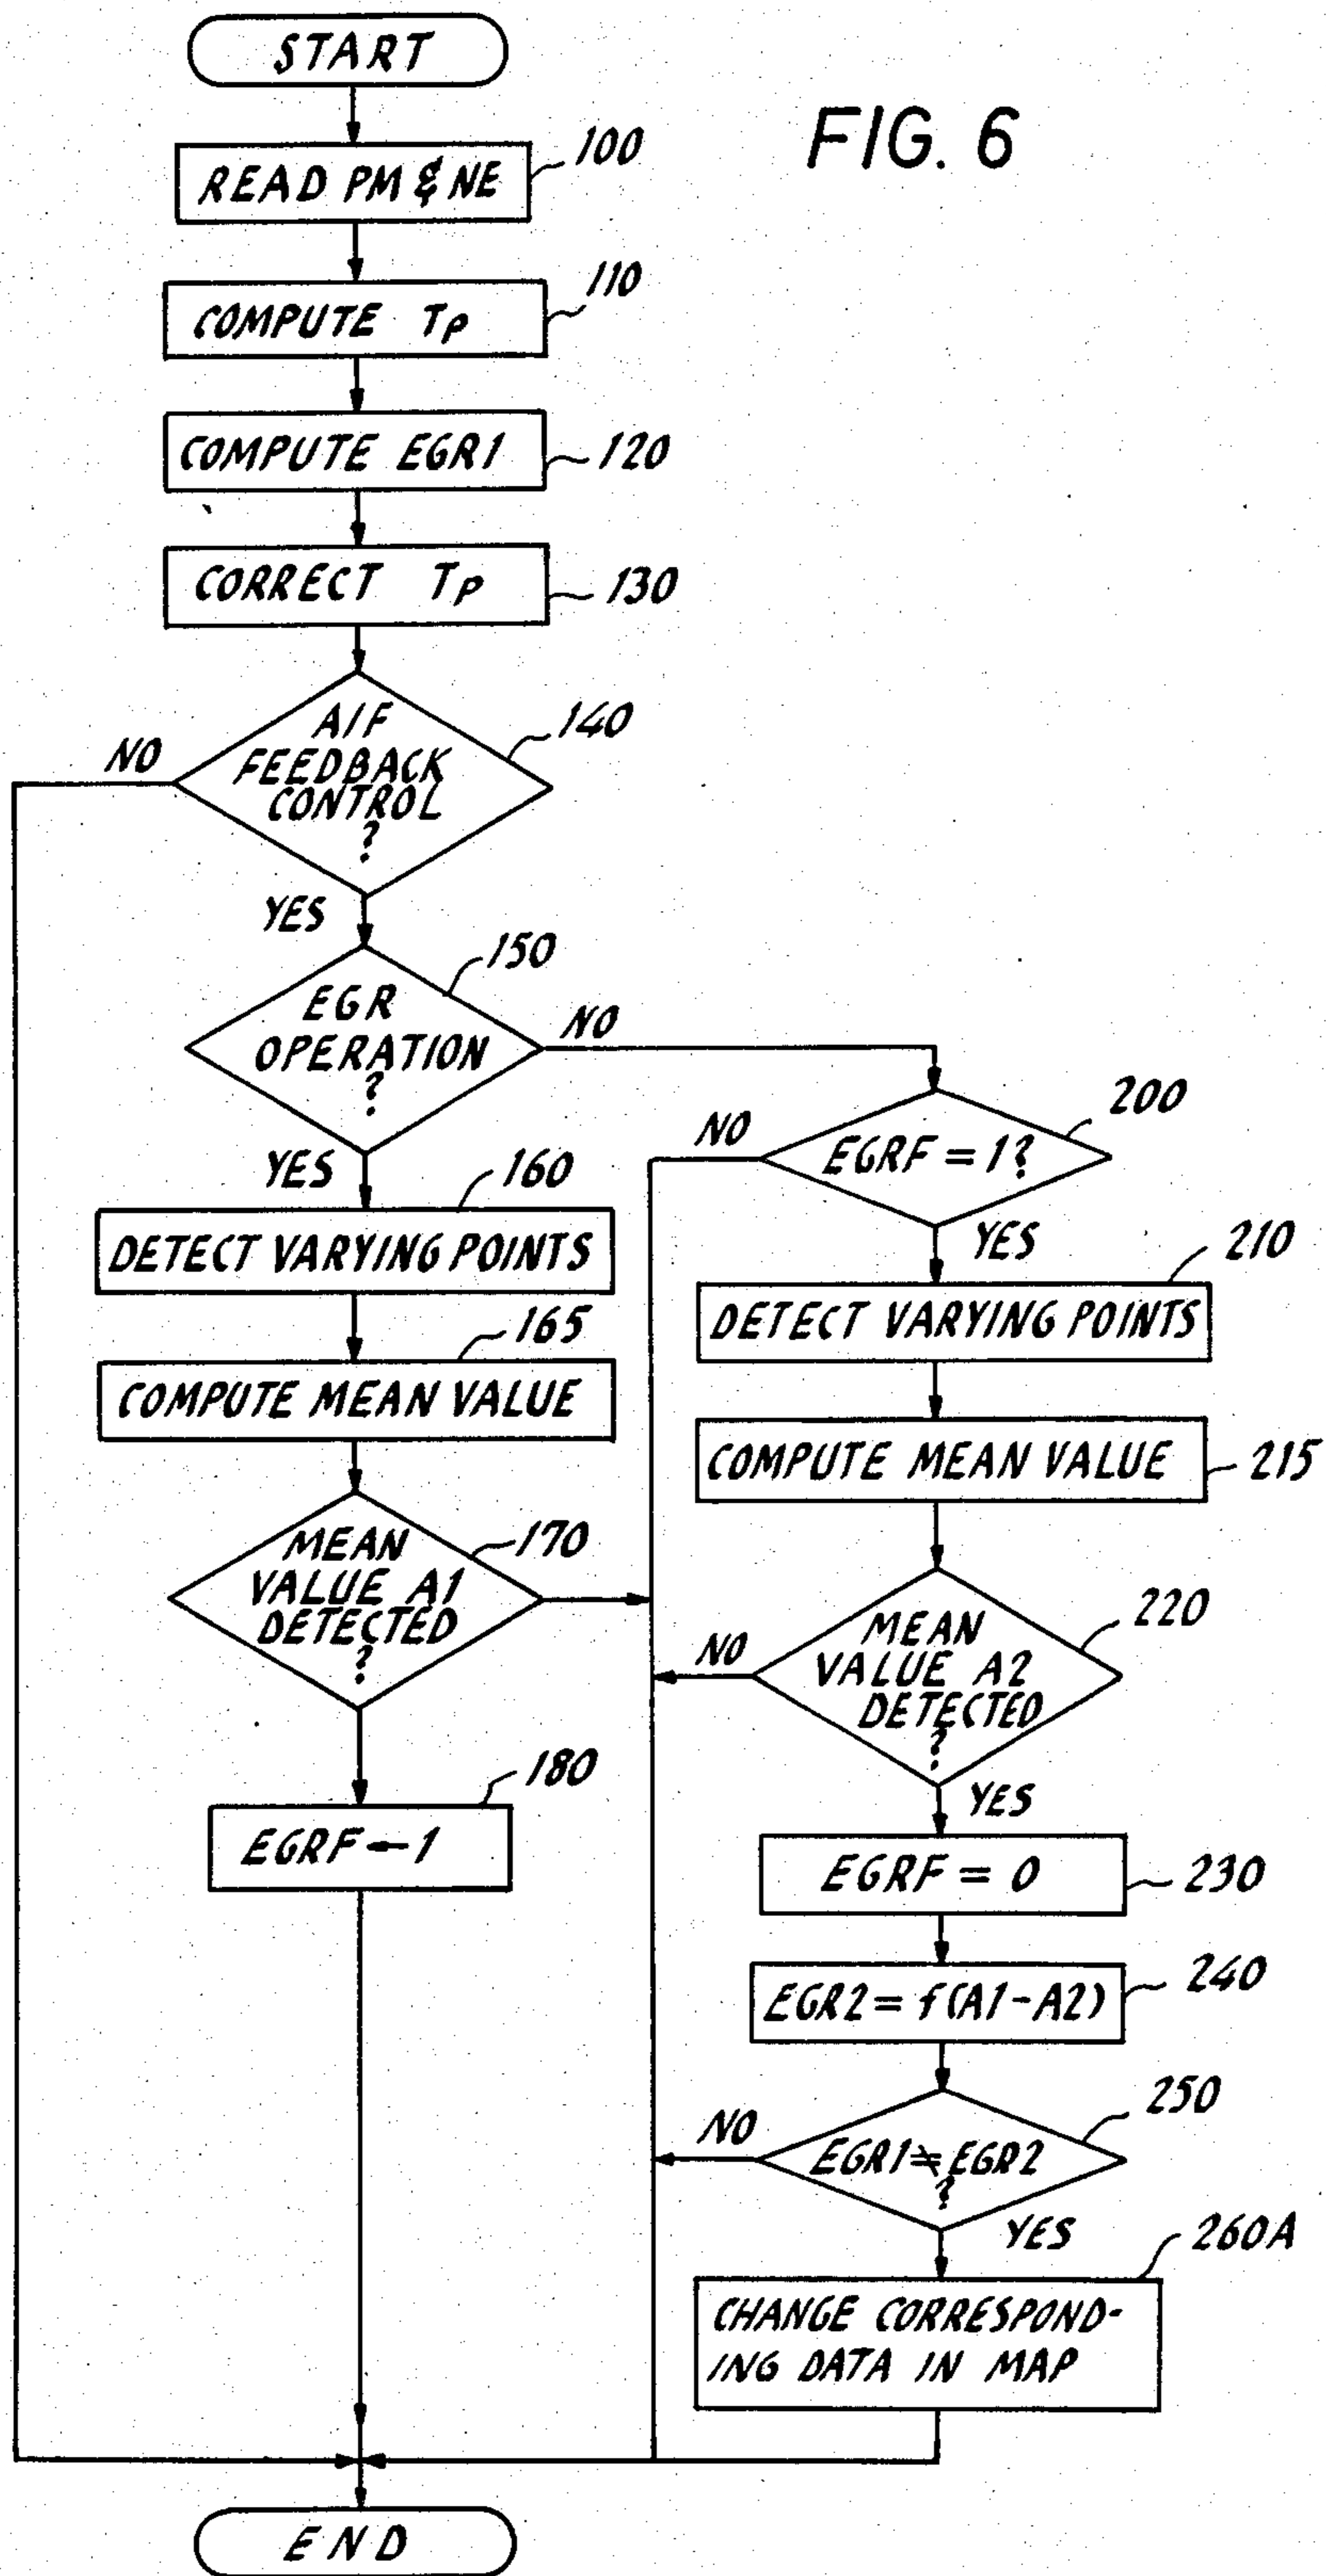 START
FIG. 6
READ PM & NE
100
COMPUTE TP
110
COMPUTE EGR1
120
CORRECT TP
130
A/F
FEEDBACK
CONTROL
?
140
NO
YES
EGR
OPERATION
?
150
NO
YES
EGRF = 1?
200
NO
YES
DETECT VARYING POINTS
160
COMPUTE MEAN VALUE
165
MEAN
VALUE A1
DETECTED
?
170
EGRF ← 1
180
DETECT VARYING POINTS
210
COMPUTE MEAN VALUE
215
MEAN
VALUE A2
DETECTED
?
220
NO
YES
EGRF = 0
230
EGR2 = f(A1-A2)
240
EGR1 ≠ EGR2
?
250
NO
YES
CHANGE CORRESPOND-
ING DATA IN MAP
260A
END